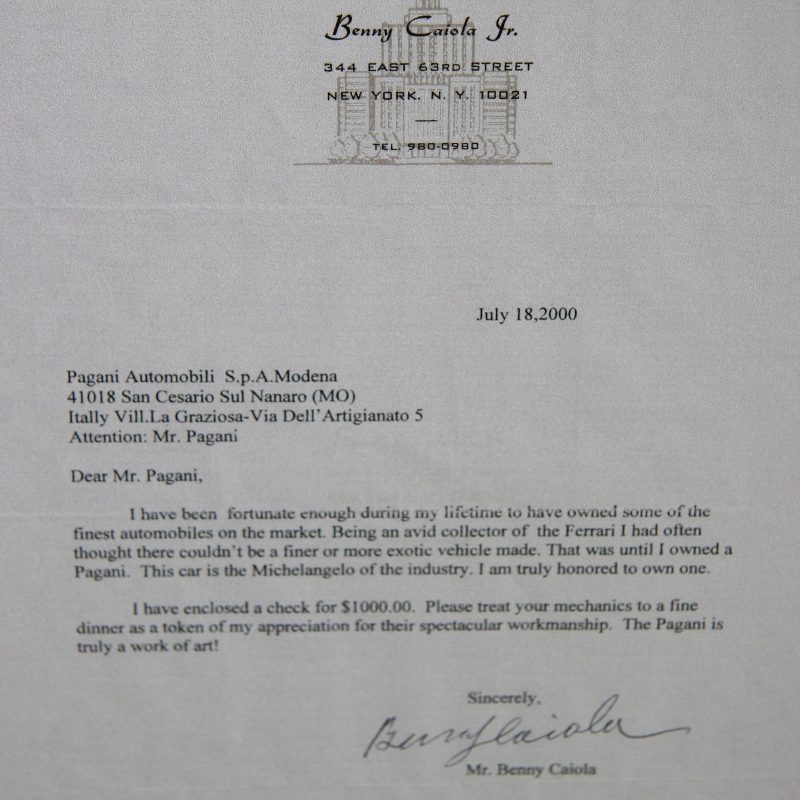 Benny Caiola Jr.
344 EAST 63RD STREET
NEW YORK, N. Y. 10021
TEL. 980-0980
July 18,2000
Pagani Automobili S.p.A.Modena
41018 San Cesario Sul Nanaro (MO)
Itally Vill.La Graziosa-Via Dell'Artigianato 5
Attention: Mr. Pagani
Dear Mr. Pagani,
I have been fortunate enough during my lifetime to have owned some of the
finest automobiles on the market. Being an avid collector of the Ferrari I had often
thought there couldn't be a finer or more exotic vehicle made. That was until I owned a
Pagani. This car is the Michelangelo of the industry. I am truly honored to own one.
I have enclosed a check for $1000.00. Please treat your mechanics to a fine
dinner as a token of my appreciation for their spectacular workmanship. The Pagani is
truly a work of art!
Sincerely,
Benny Caiola
Mr. Benny Caiola